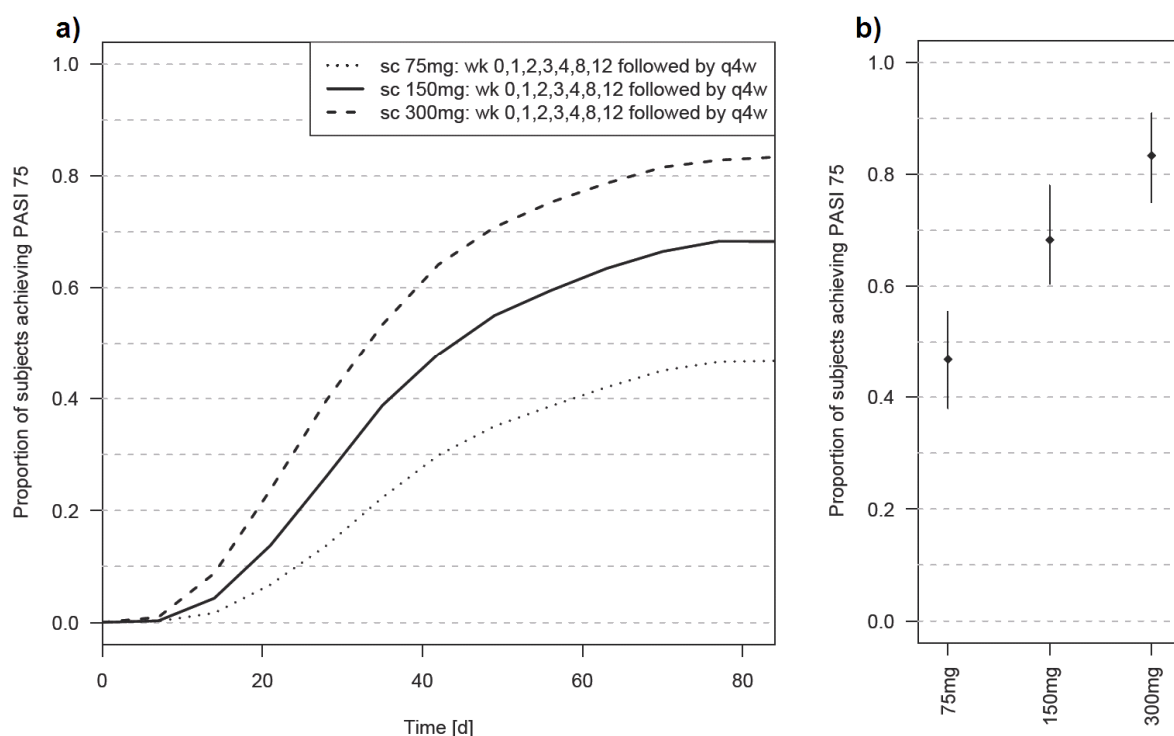 a)
sc 75mg: wk 0,1,2,3,4,8,12 followed by q4w
sc 150mg: wk 0,1,2,3,4,8,12 followed by q4w
sc 300mg: wk 0,1,2,3,4,8,12 followed by q4w
Proportion of subjects achieving PASI 75
1.0
0.8
0.6
0.4
0.2
0.0
0
20
40
60
80
Time [d]
b)
Proportion of subjects achieving PASI 75
1.0
0.8
0.6
0.4
0.2
0.0
75mg
150mg
300mg